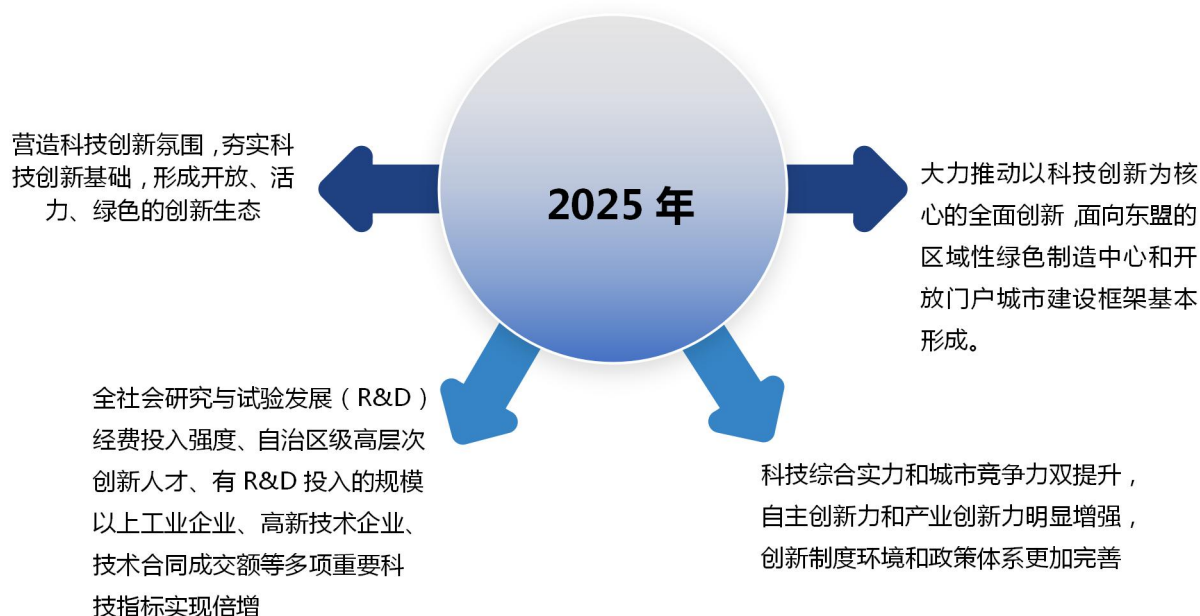 营造科技创新氛围,夯实科
技创新基础,形成开放、活
力、绿色的创新生态
2025 年
大力推动以科技创新为核
心的全面创新,面向东盟的
区域性绿色制造中心和开
放门户城市建设框架基本
形成。
全社会研究与试验发展(R&D)
经费投入强度、自治区级高层次
创新人才、有 R&D 投入的规模
以上工业企业、高新技术企业、
技术合同成交额等多项重要科
技指标实现倍增
科技综合实力和城市竞争力双提升,
自主创新力和产业创新力明显增强,
创新制度环境和政策体系更加完善